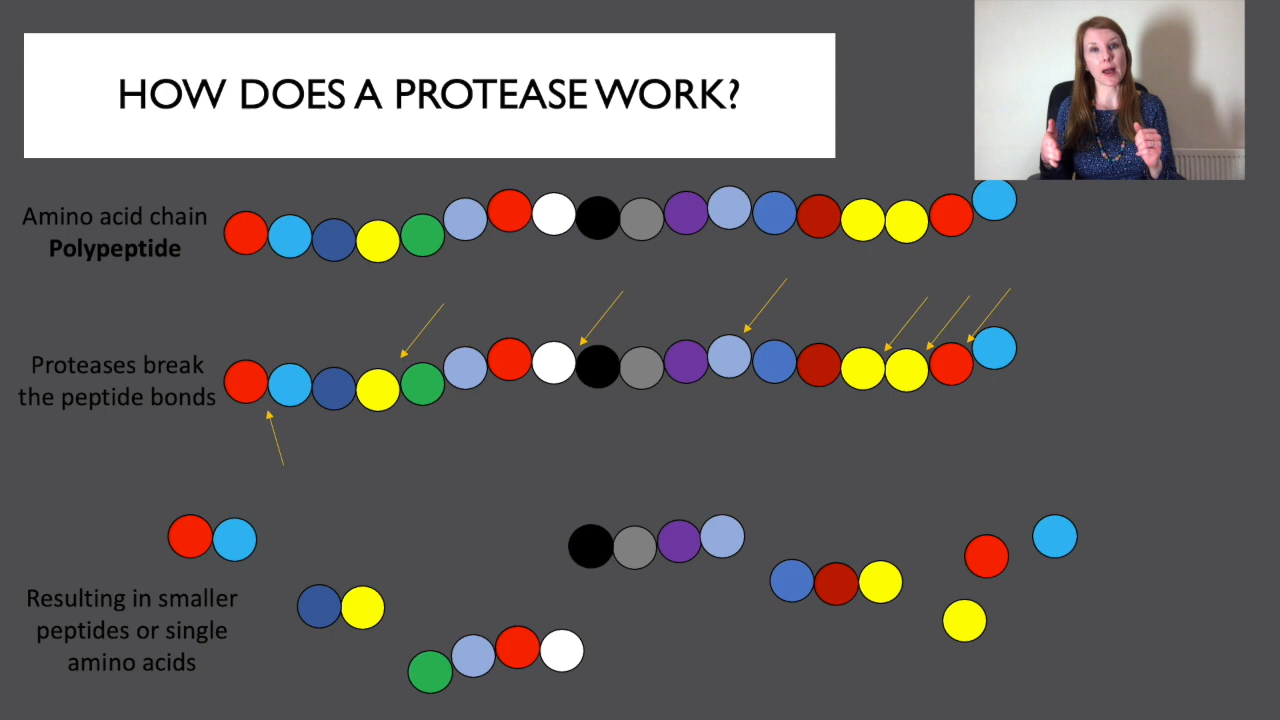 HOW DOES A PROTEASE WORK?
Amino acid chain
Polypeptide
Proteases break
the peptide bonds
Resulting in smaller
peptides or single
amino acids